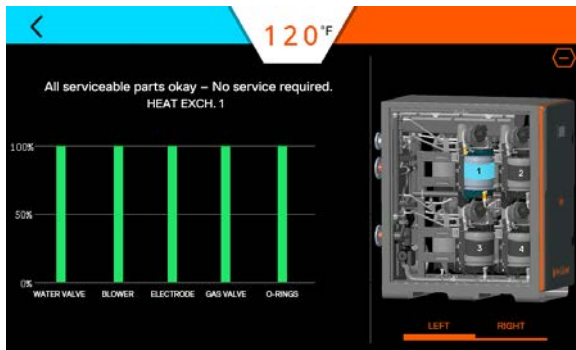 120°F
All serviceable parts okay – No service required.
HEAT EXCH. 1
100%
50%
0%
WATER VALVE BLOWER ELECTRODE GAS VALVE O-RINGS
1 2
3 4
LEFT RIGHT